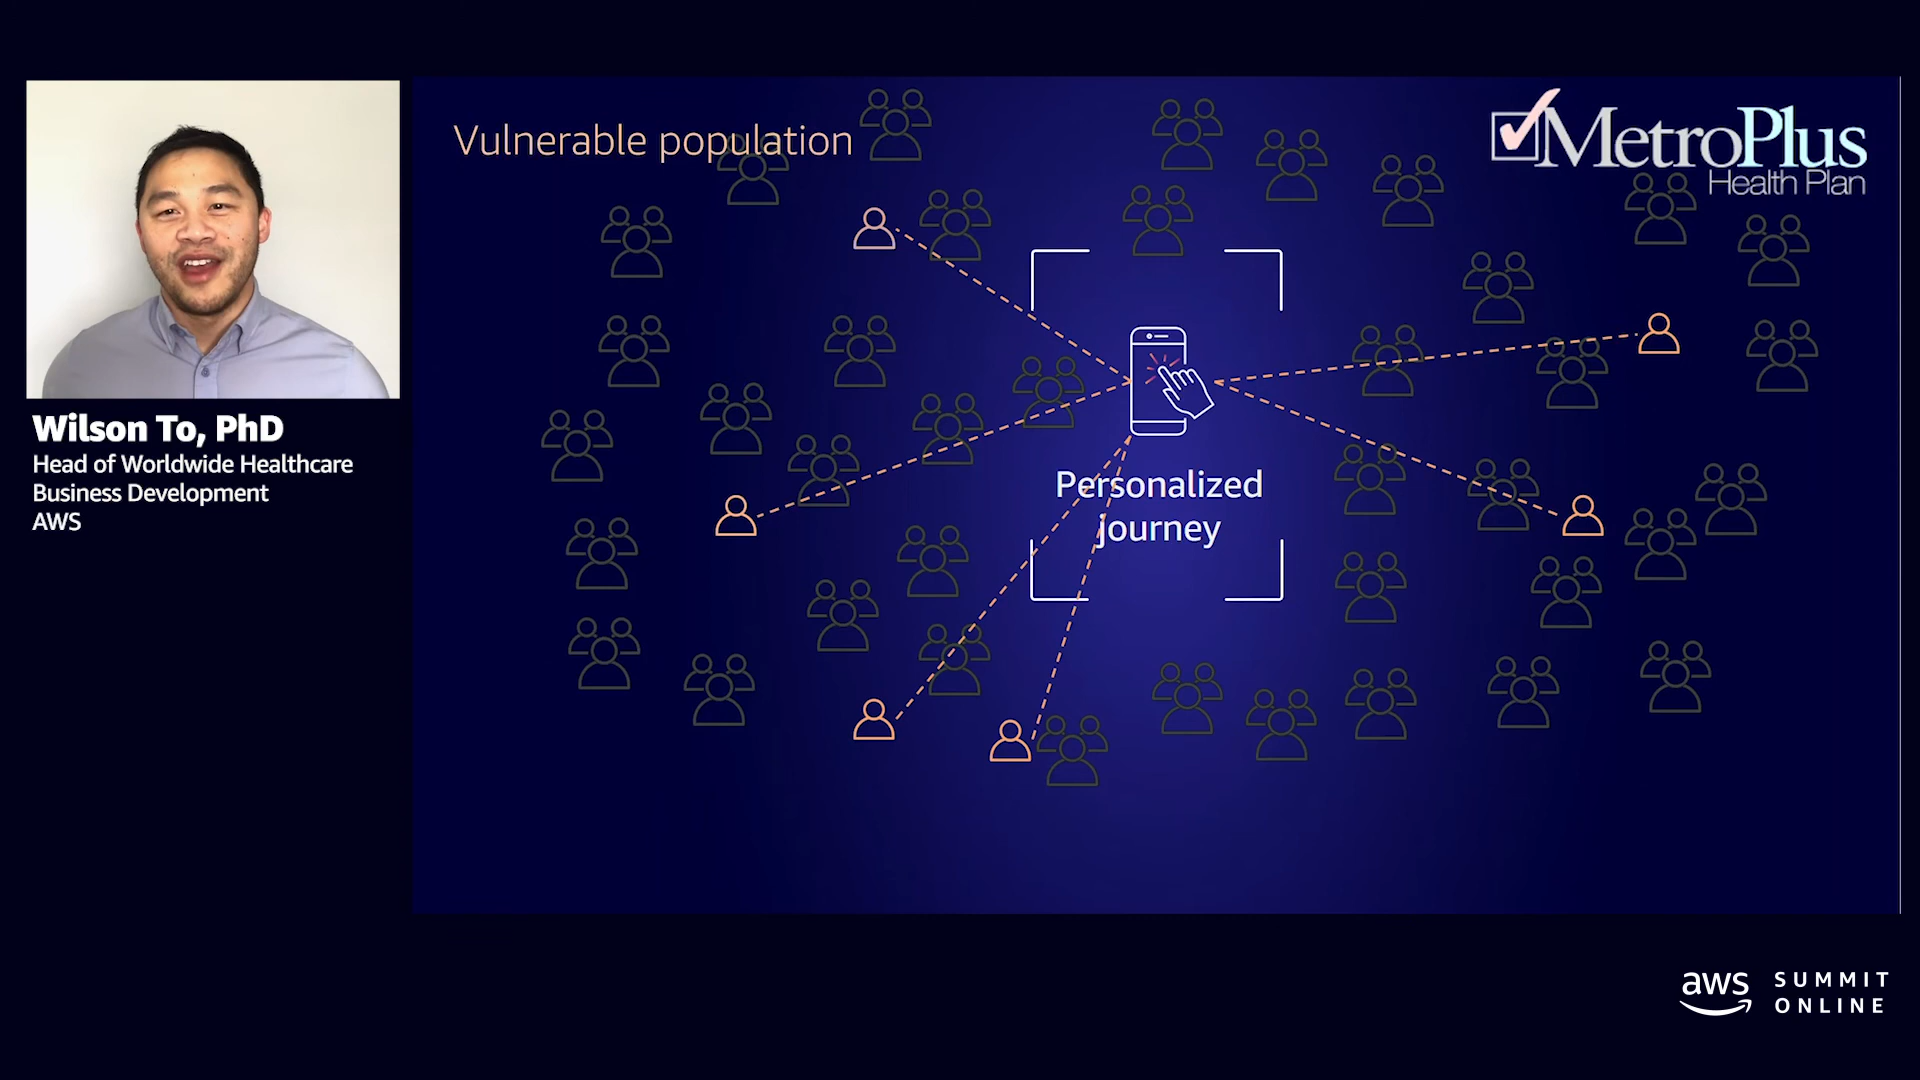 Vulnerable population
MetroPlus
Health Plan
Personalized
journey
Wilson To, PhD
Head of Worldwide Healthcare
Business Development
AWS
aws
SUMMIT
ONLINE